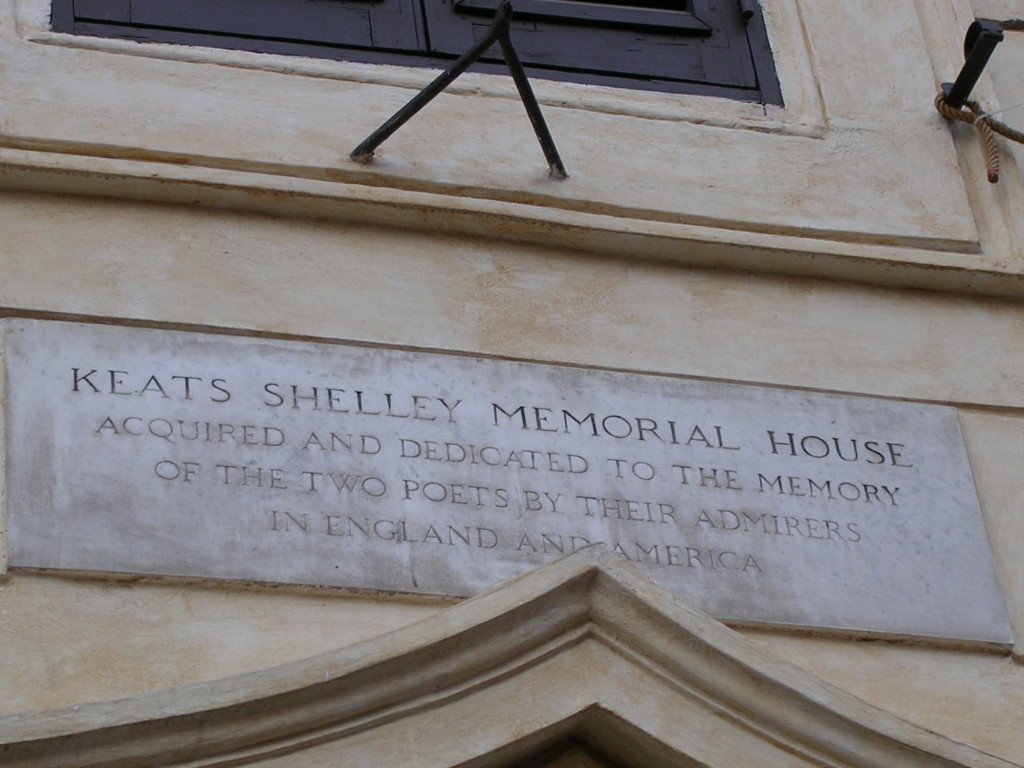 KEATS SHELLEY MEMORIAL HOUSE
ACQUIRED AND DEDICATED TO THE MEMORY
OF THE TWO POETS BY THEIR ADMIRERS
IN ENGLAND AND AMERICA